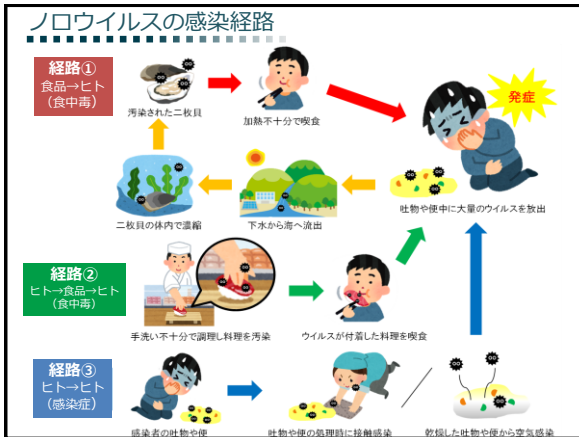 ノロウイルスの感染経路
経路①
食品→ヒト
(食中毒)
汚染された二枚貝
加熱不十分で喫食
発症
吐物や便中に大量のウイルスを放出
二枚貝の体内で濃縮
下水から海へ流出
経路②
ヒト→食品→ヒト
(食中毒)
手洗い不十分で調理し料理を汚染
ウイルスが付着した料理を喫食
経路③
ヒト→ヒト
(感染症)
感染者の吐物や便
吐物や便の処理時に接触感染
乾燥した吐物や便から空気感染